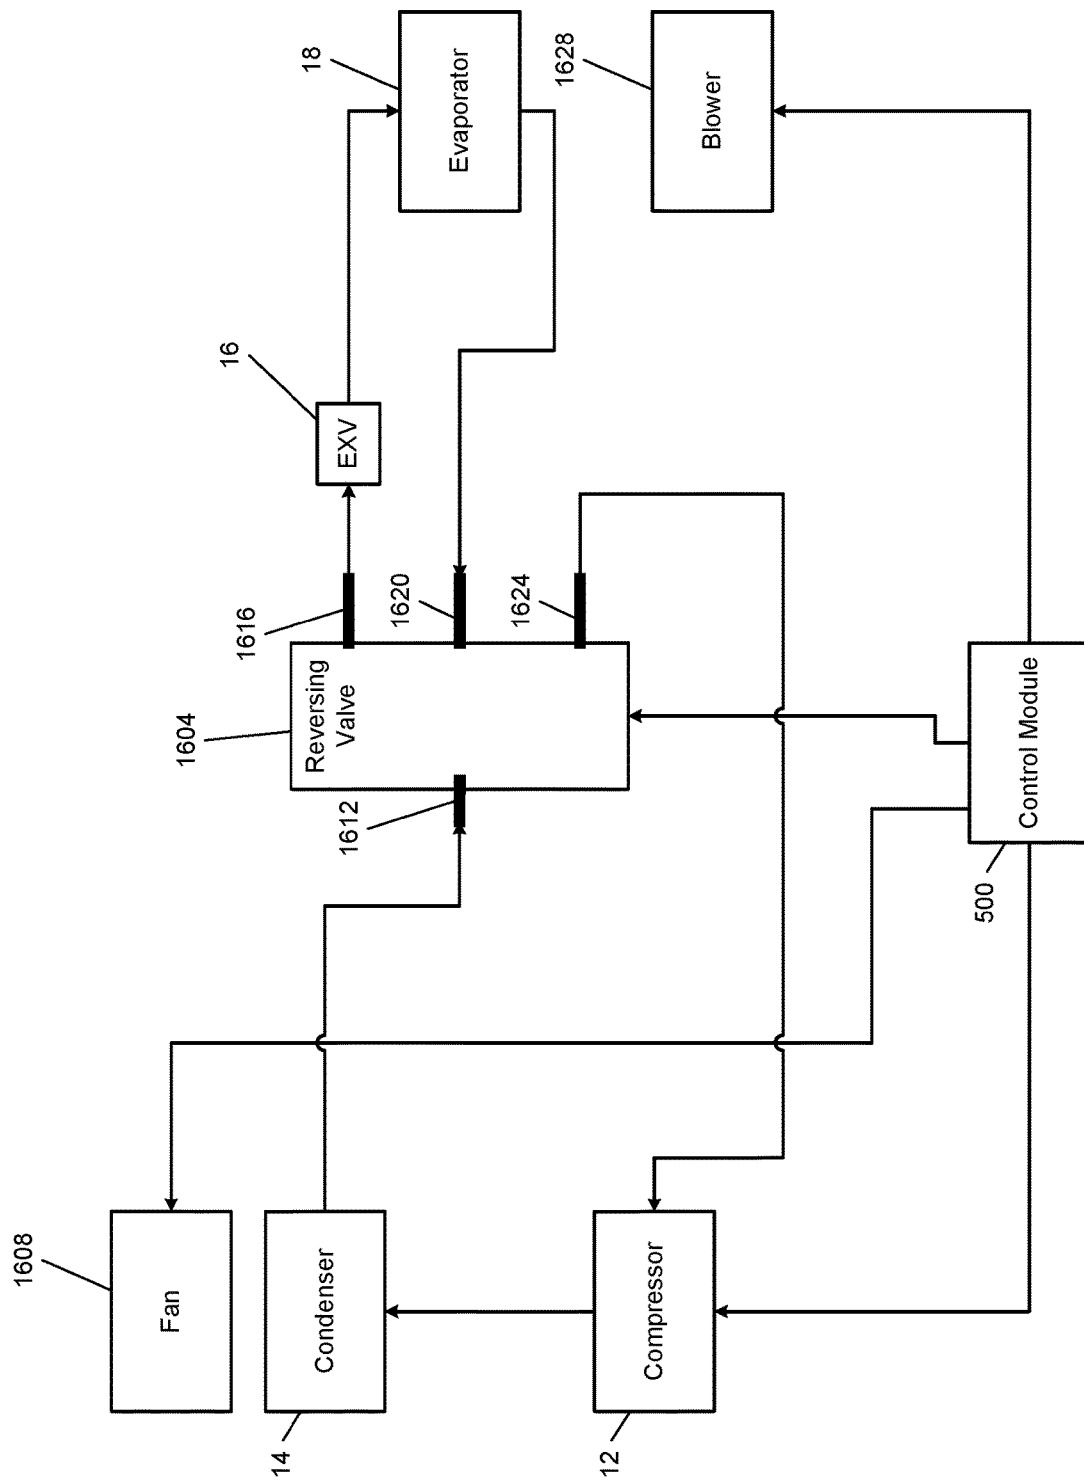 1608
Fan
14
Condenser
12
Compressor
1604
Reversing
Valve
1612
1616
1620
1624
16
EXV
18
Evaporator
1628
Blower
500
Control Module